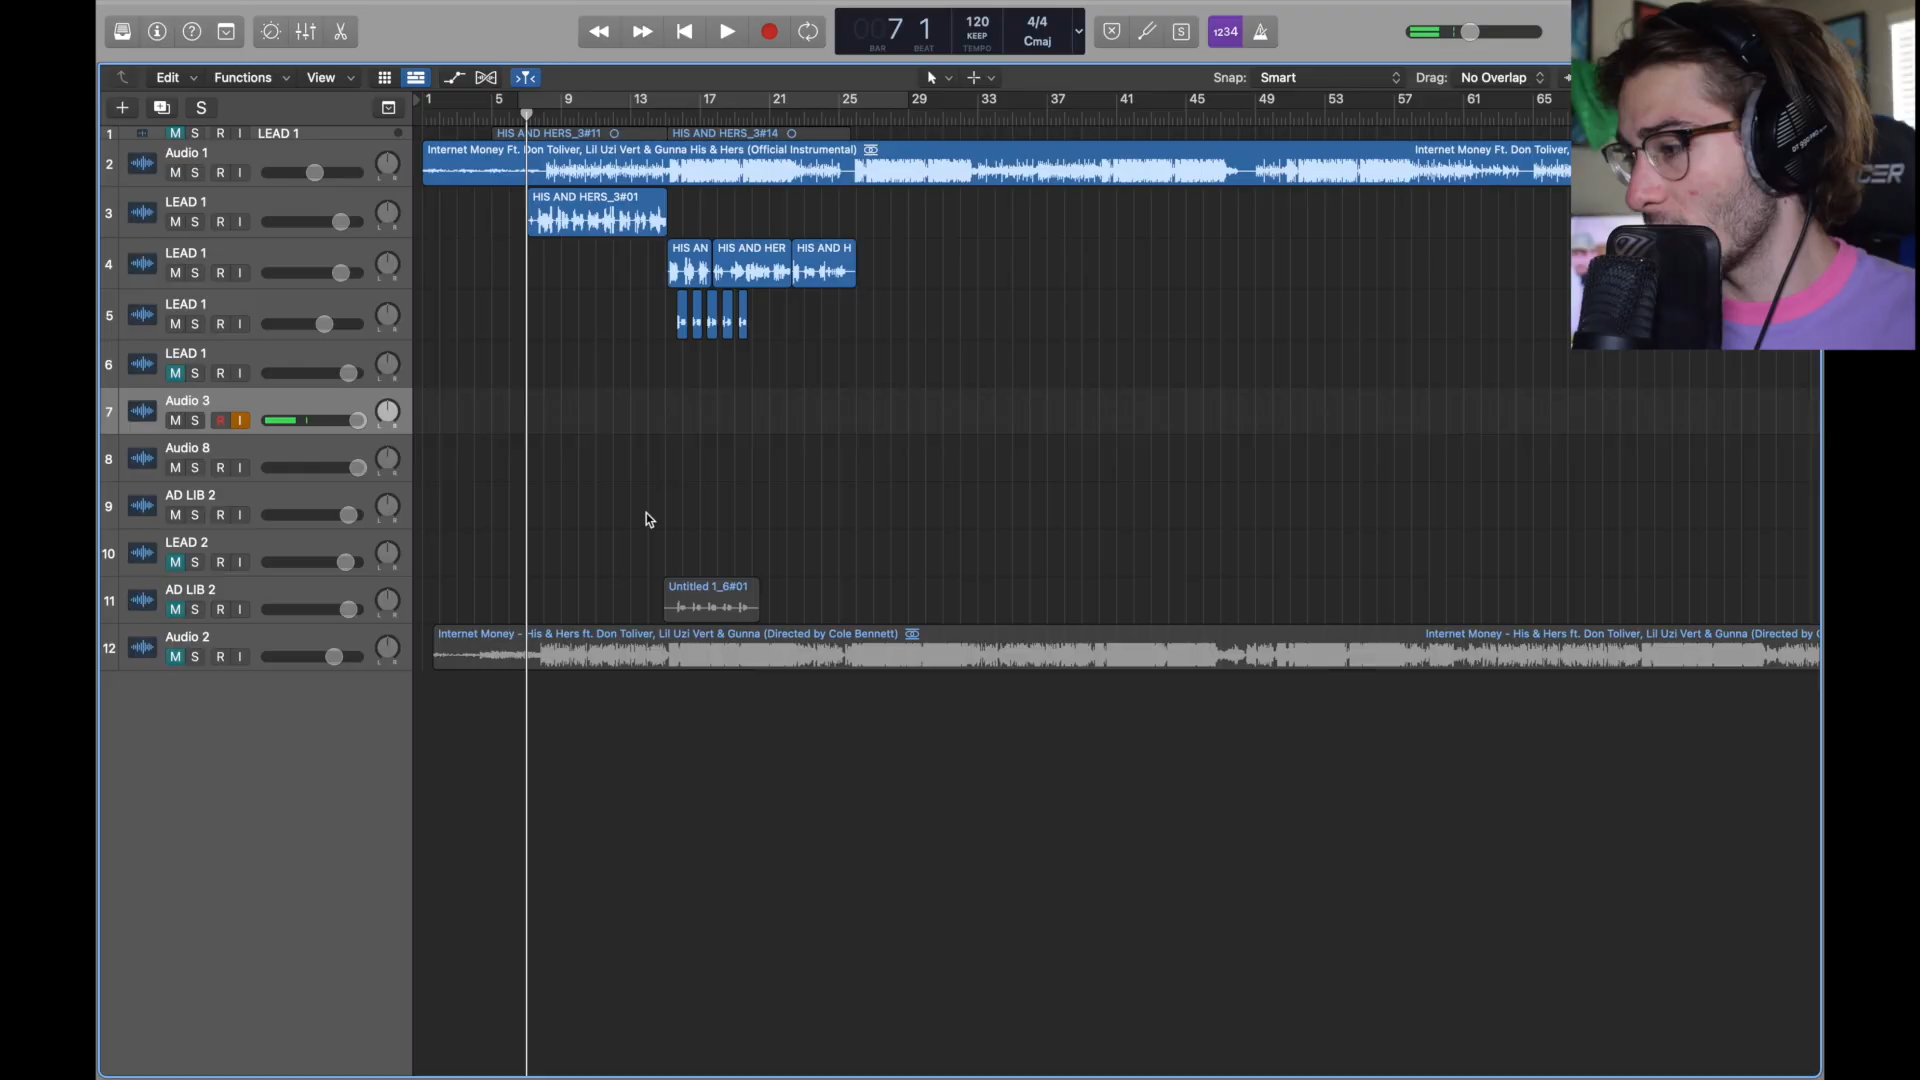 7 1
BAR BEAT
120
KEEP
TEMPO
4/4
Cmaj
S
1234
Edit
Functions
View
Snap: Smart
Drag: No Overlap
S
1 5 9 13 17 21 25 29 33 37 41 45 49 53 57 61 65
1 M S R I LEAD 1
HIS AND HERS_3#11
HIS AND HERS_3#14
2 Audio 1
M S R I
L R
Internet Money Ft. Don Toliver, Lil Uzi Vert & Gunna His & Hers (Official Instrumental)
Internet Money Ft. Don Toliver,
3 LEAD 1
M S R I
L R
HIS AND HERS_3#01
4 LEAD 1
M S R I
L R
HIS AN
HIS AND HER
HIS AND H
5 LEAD 1
M S R I
L R
6 LEAD 1
M S R I
L R
7 Audio 3
M S R I
L R
8 Audio 8
M S R I
L R
9 AD LIB 2
M S R I
L R
10 LEAD 2
M S R I
L R
11 AD LIB 2
M S R I
L R
Untitled 1_6#01
12 Audio 2
M S R I
L R
Internet Money - His & Hers ft. Don Toliver, Lil Uzi Vert & Gunna (Directed by Cole Bennett)
Internet Money - His & Hers ft. Don Toliver, Lil Uzi Vert & Gunna (Directed by C